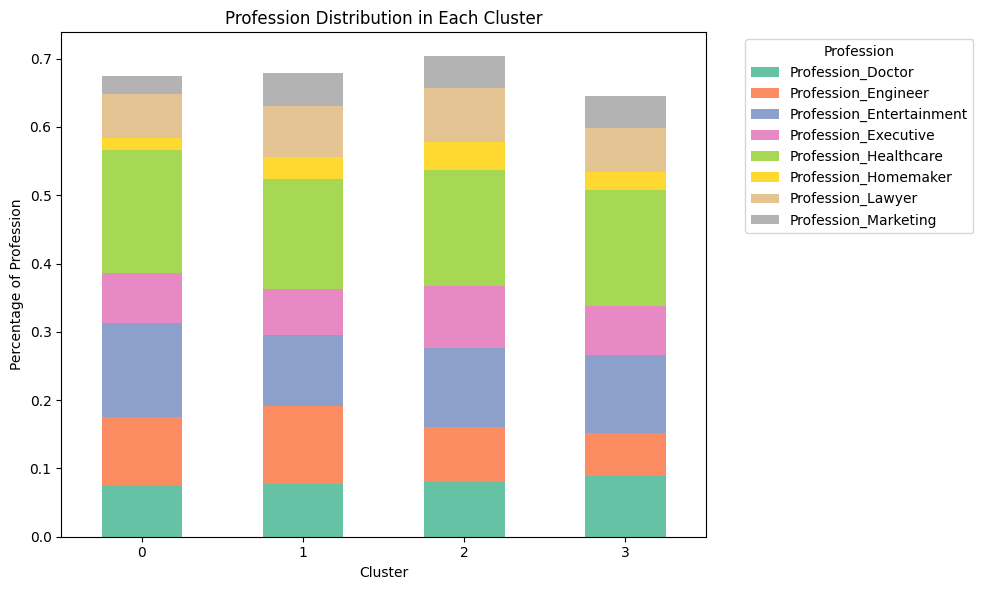 Profession Distribution in Each Cluster
Percentage of Profession
0.7
0.6
0.5
0.4
0.3
0.2
0.1
0.0
0
1
2
3
Cluster
Profession
Profession_Doctor
Profession_Engineer
Profession_Entertainment
Profession_Executive
Profession_Healthcare
Profession_Homemaker
Profession_Lawyer
Profession_Marketing